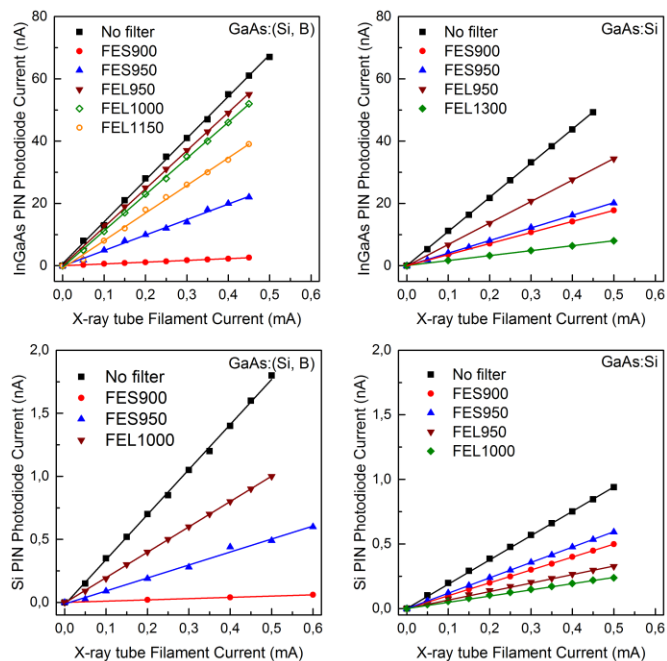 GaAs:(Si, B)
No filter
FES900
FES950
FEL950
FEL1000
FEL1150
InGaAs PIN Photodiode Current (nA)
80
60
40
20
0
0,0 0,1 0,2 0,3 0,4 0,5 0,6
X-ray tube Filament Current (mA)
GaAs:Si
No filter
FES900
FES950
FEL950
FEL1300
InGaAs PIN Photodiode Current (nA)
80
60
40
20
0
0,0 0,1 0,2 0,3 0,4 0,5 0,6
X-ray tube Filament Current (mA)
GaAs:(Si, B)
No filter
FES900
FES950
FEL1000
Si PIN Photodiode Current (nA)
2,0
1,5
1,0
0,5
0,0
0,0 0,1 0,2 0,3 0,4 0,5 0,6
X-ray tube Filament Current (mA)
GaAs:Si
No filter
FES900
FES950
FEL950
FEL1000
Si PIN Photodiode Current (nA)
2,0
1,5
1,0
0,5
0,0
0,0 0,1 0,2 0,3 0,4 0,5 0,6
X-ray tube Filament Current (mA)